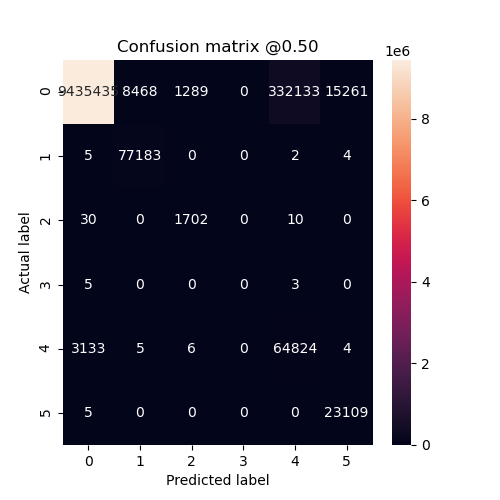 Confusion matrix @0.50
1e6
0 9435435 8468 1289 0 332133 15261
8
1 5 77183 0 0 2 4
6
2 30 0 1702 0 10 0
Actual label
3 5 0 0 0 3 0
4
4 3133 5 6 0 64824 4
2
5 5 0 0 0 0 23109
0
0 1 2 3 4 5
Predicted label